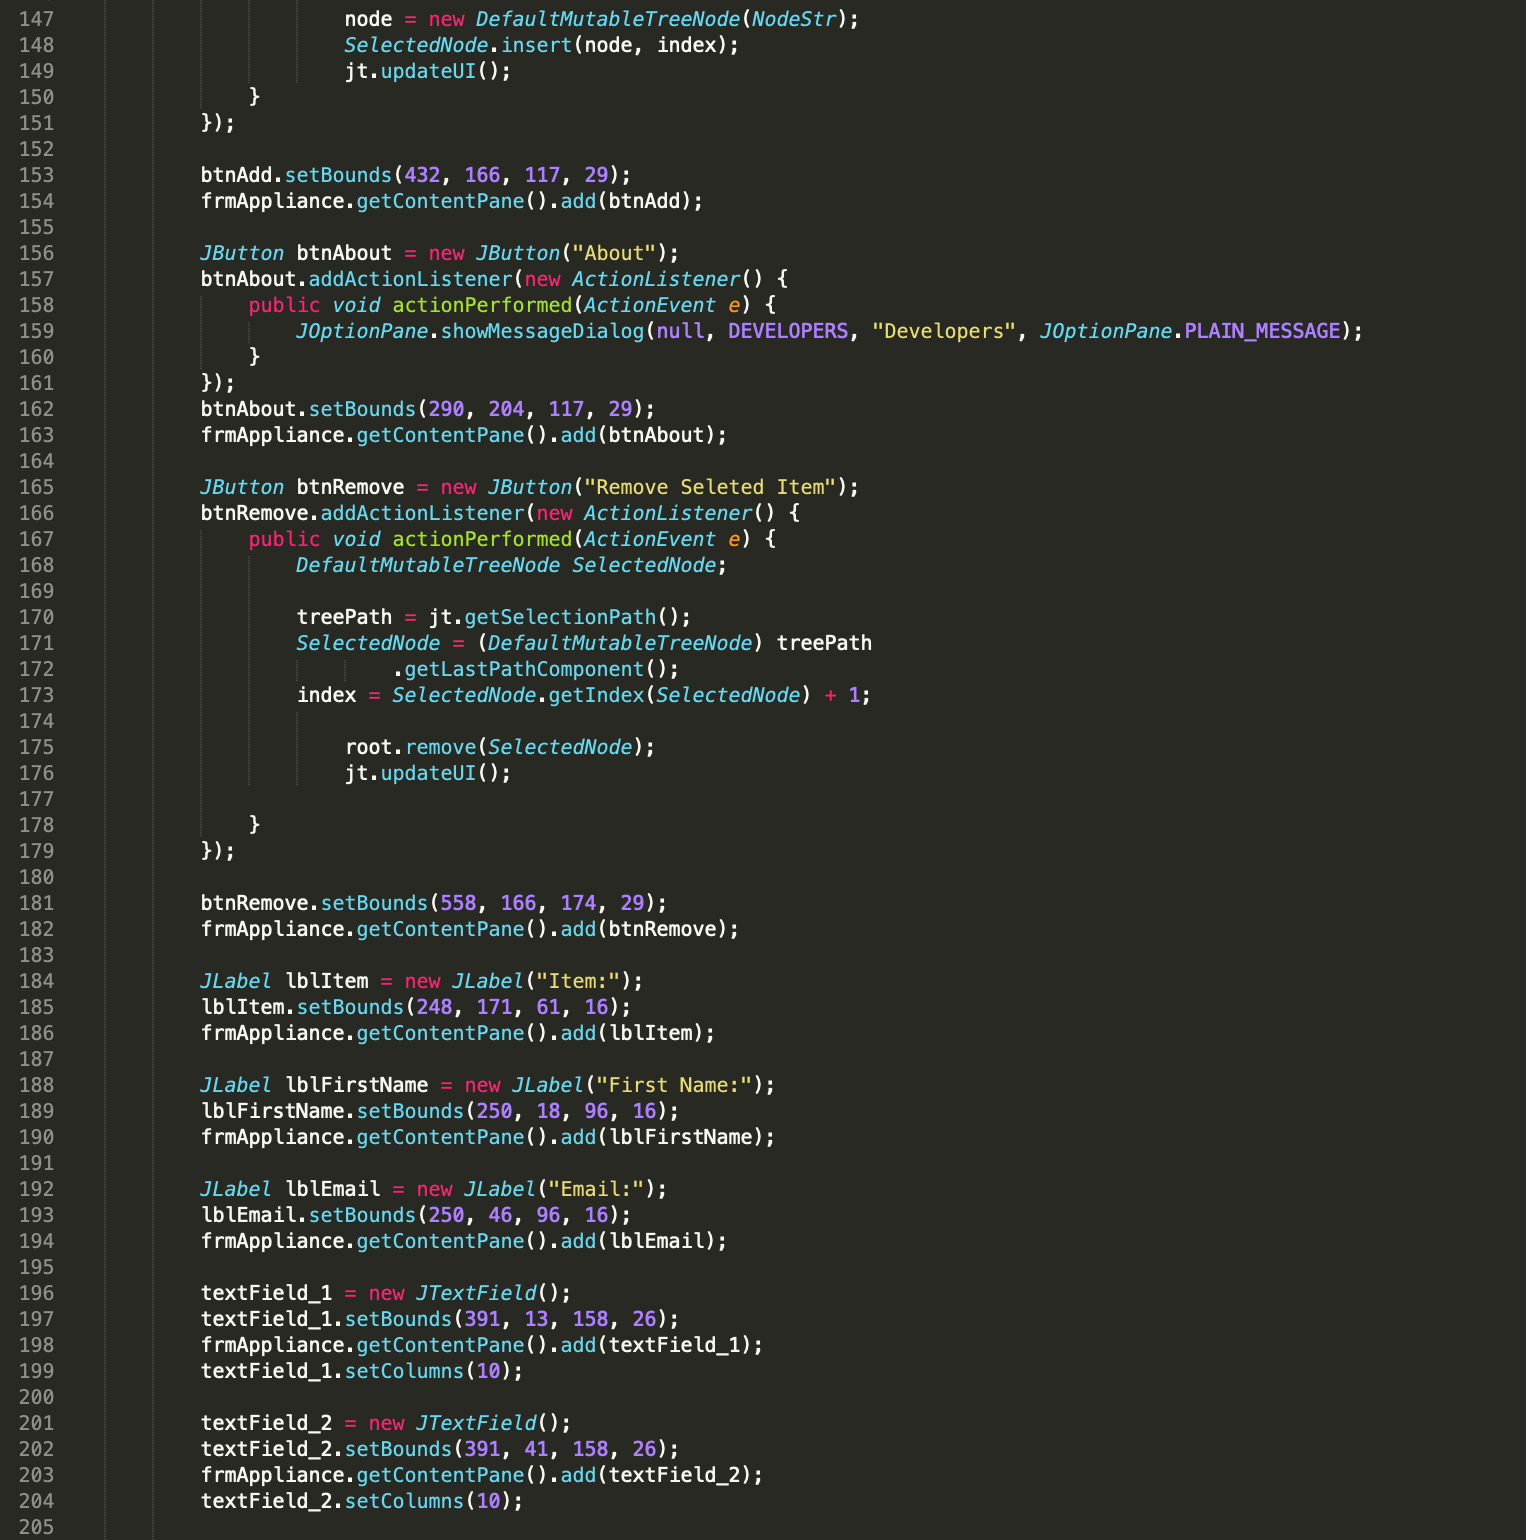 147                         node = new DefaultMutableTreeNode(NodeStr);
148                         SelectedNode.insert(node, index);
149                         jt.updateUI();
150                 }
151             });
152
153             btnAdd.setBounds(432, 166, 117, 29);
154             frmAppliance.getContentPane().add(btnAdd);
155
156             JButton btnAbout = new JButton("About");
157             btnAbout.addActionListener(new ActionListener() {
158                 public void actionPerformed(ActionEvent e) {
159                     JOptionPane.showMessageDialog(null, DEVELOPERS, "Developers", JOptionPane.PLAIN_MESSAGE);
160                 }
161             });
162             btnAbout.setBounds(290, 204, 117, 29);
163             frmAppliance.getContentPane().add(btnAbout);
164
165             JButton btnRemove = new JButton("Remove Seleted Item");
166             btnRemove.addActionListener(new ActionListener() {
167                 public void actionPerformed(ActionEvent e) {
168                     DefaultMutableTreeNode SelectedNode;
169
170                     treePath = jt.getSelectionPath();
171                     SelectedNode = (DefaultMutableTreeNode) treePath
172                             .getLastPathComponent();
173                     index = SelectedNode.getIndex(SelectedNode) + 1;
174
175                         root.remove(SelectedNode);
176                         jt.updateUI();
177
178                 }
179             });
180
181             btnRemove.setBounds(558, 166, 174, 29);
182             frmAppliance.getContentPane().add(btnRemove);
183
184             JLabel lblItem = new JLabel("Item:");
185             lblItem.setBounds(248, 171, 61, 16);
186             frmAppliance.getContentPane().add(lblItem);
187
188             JLabel lblFirstName = new JLabel("First Name:");
189             lblFirstName.setBounds(250, 18, 96, 16);
190             frmAppliance.getContentPane().add(lblFirstName);
191
192             JLabel lblEmail = new JLabel("Email:");
193             lblEmail.setBounds(250, 46, 96, 16);
194             frmAppliance.getContentPane().add(lblEmail);
195
196             textField_1 = new JTextField();
197             textField_1.setBounds(391, 13, 158, 26);
198             frmAppliance.getContentPane().add(textField_1);
199             textField_1.setColumns(10);
200
201             textField_2 = new JTextField();
202             textField_2.setBounds(391, 41, 158, 26);
203             frmAppliance.getContentPane().add(textField_2);
204             textField_2.setColumns(10);
205